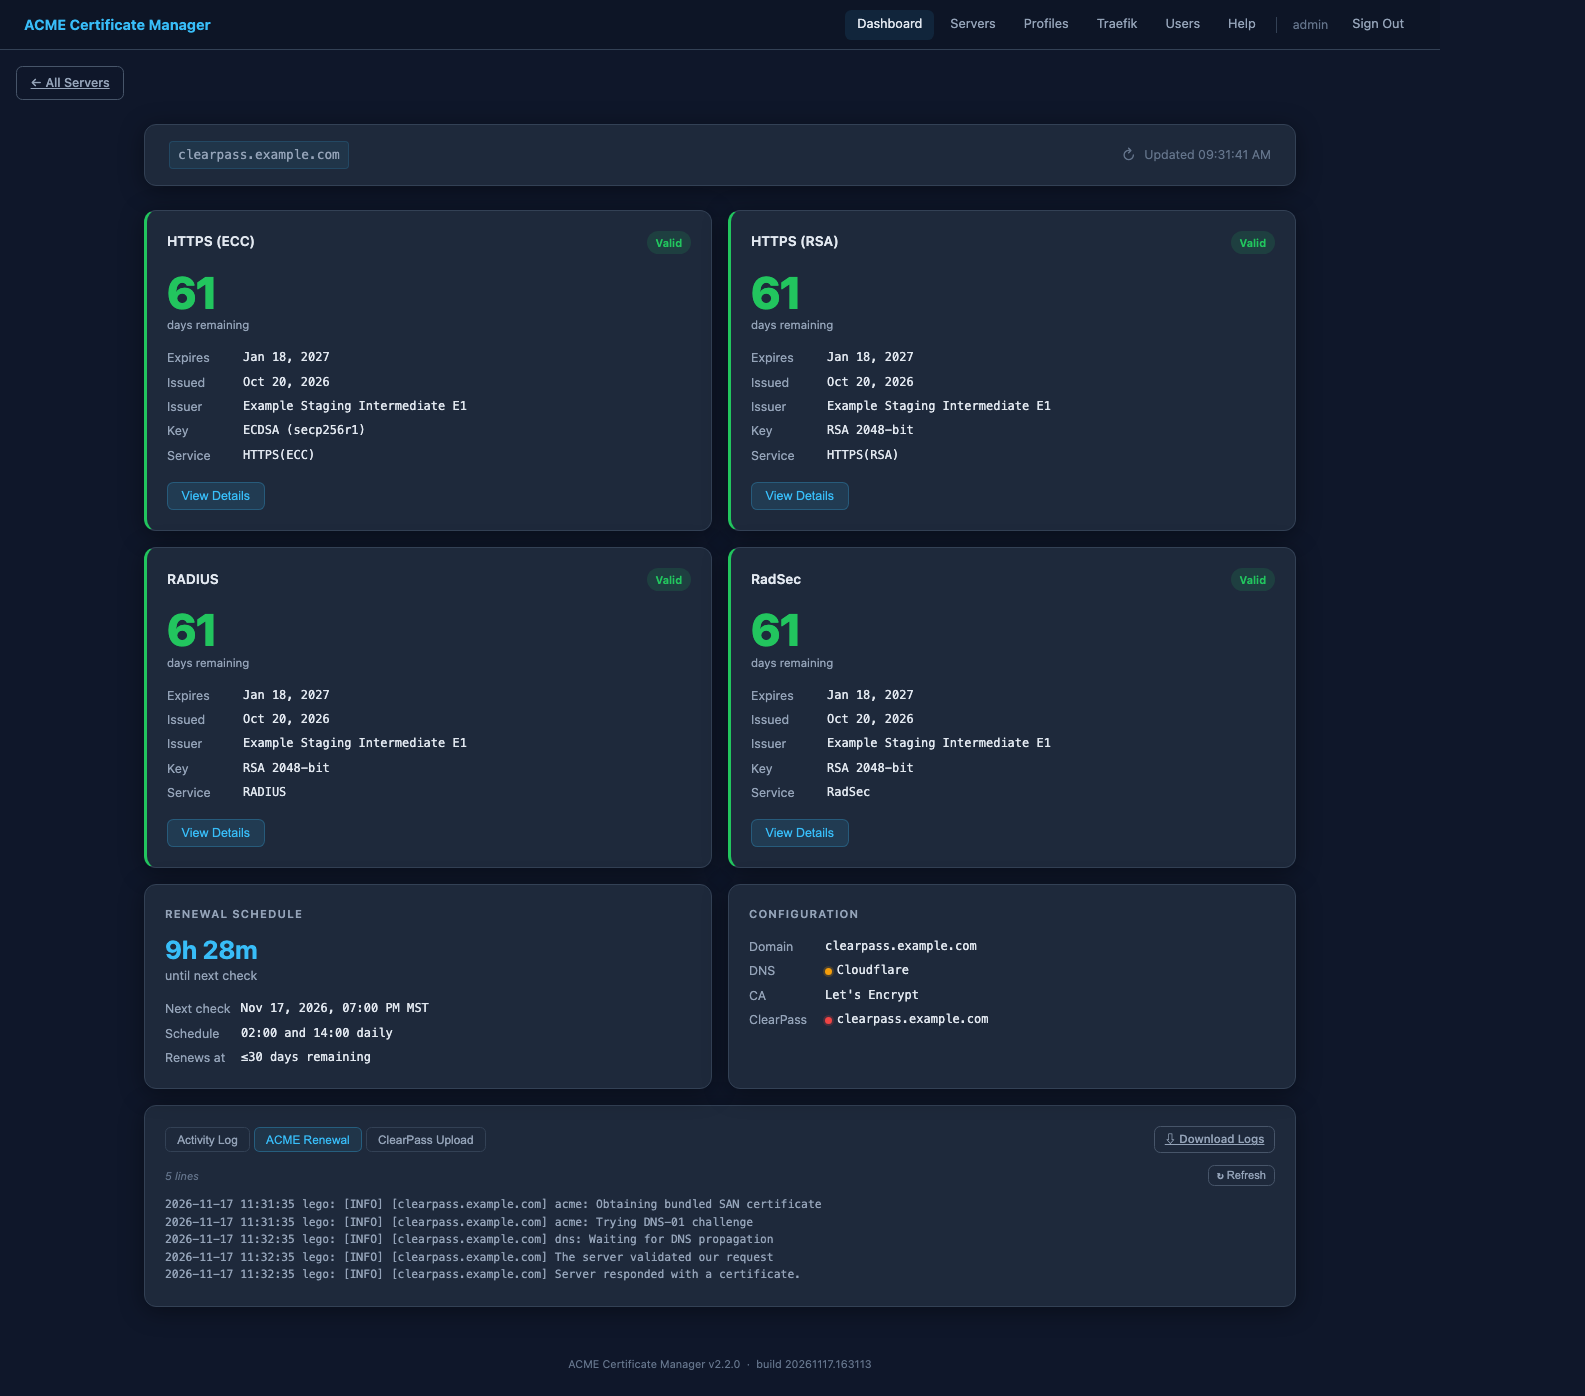 ACME Certificate Manager
Dashboard Servers Profiles Traefik Users Help admin Sign Out
← All Servers
clearpass.example.com
↻ Updated 09:31:41 AM
HTTPS (ECC)
Valid
61
days remaining
Expires Jan 18, 2027
Issued Oct 20, 2026
Issuer Example Staging Intermediate E1
Key ECDSA (secp256r1)
Service HTTPS(ECC)
View Details
HTTPS (RSA)
Valid
61
days remaining
Expires Jan 18, 2027
Issued Oct 20, 2026
Issuer Example Staging Intermediate E1
Key RSA 2048-bit
Service HTTPS(RSA)
View Details
RADIUS
Valid
61
days remaining
Expires Jan 18, 2027
Issued Oct 20, 2026
Issuer Example Staging Intermediate E1
Key RSA 2048-bit
Service RADIUS
View Details
RadSec
Valid
61
days remaining
Expires Jan 18, 2027
Issued Oct 20, 2026
Issuer Example Staging Intermediate E1
Key RSA 2048-bit
Service RadSec
View Details
RENEWAL SCHEDULE
9h 28m
until next check
Next check Nov 17, 2026, 07:00 PM MST
Schedule 02:00 and 14:00 daily
Renews at ≤30 days remaining
CONFIGURATION
Domain clearpass.example.com
DNS Cloudflare
CA Let's Encrypt
ClearPass clearpass.example.com
Activity Log ACME Renewal ClearPass Upload
⇩ Download Logs
5 lines
↻ Refresh
2026-11-17 11:31:35 lego: [INFO] [clearpass.example.com] acme: Obtaining bundled SAN certificate
2026-11-17 11:31:35 lego: [INFO] [clearpass.example.com] acme: Trying DNS-01 challenge
2026-11-17 11:32:35 lego: [INFO] [clearpass.example.com] dns: Waiting for DNS propagation
2026-11-17 11:32:35 lego: [INFO] [clearpass.example.com] The server validated our request
2026-11-17 11:32:35 lego: [INFO] [clearpass.example.com] Server responded with a certificate.
ACME Certificate Manager v2.2.0 · build 20261117.163113